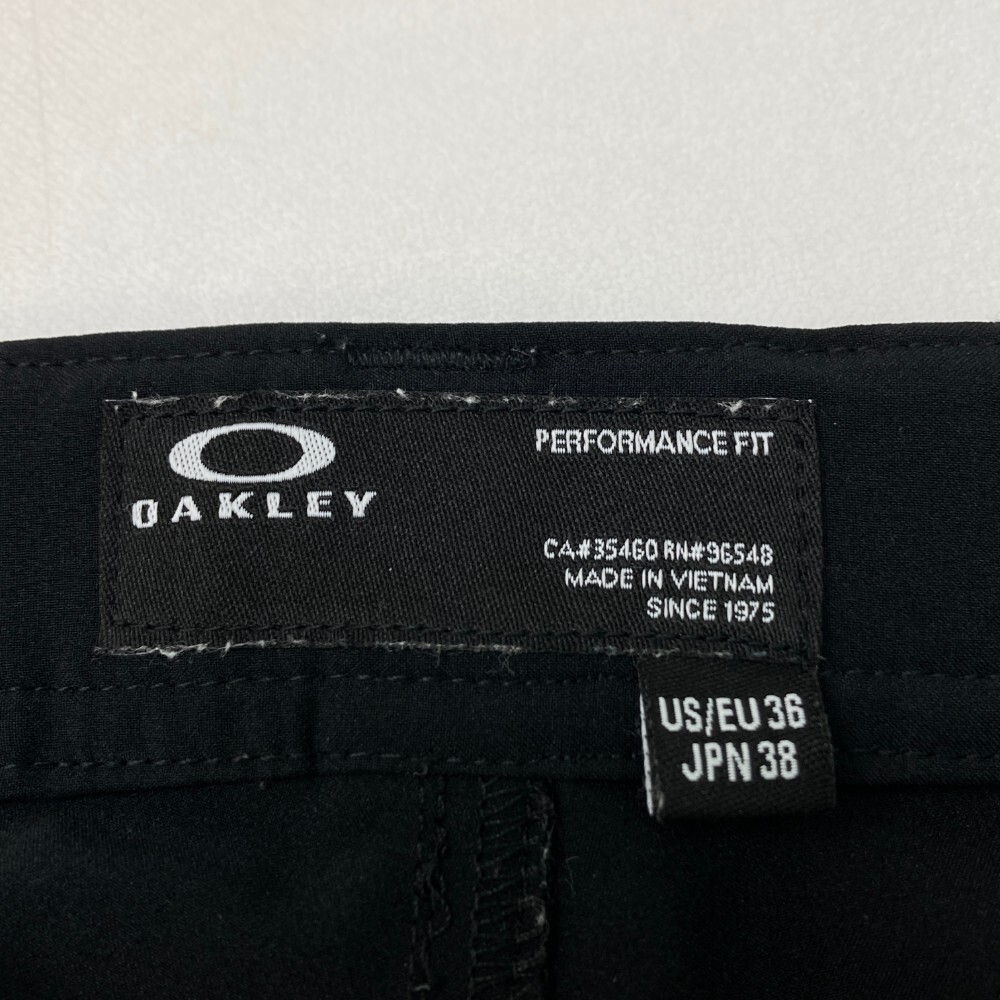 OAKLEY
PERFORMANCE FIT
CA#35460 RN#96548
MADE IN VIETNAM
SINCE 1975
US/EU 36
JPN 38